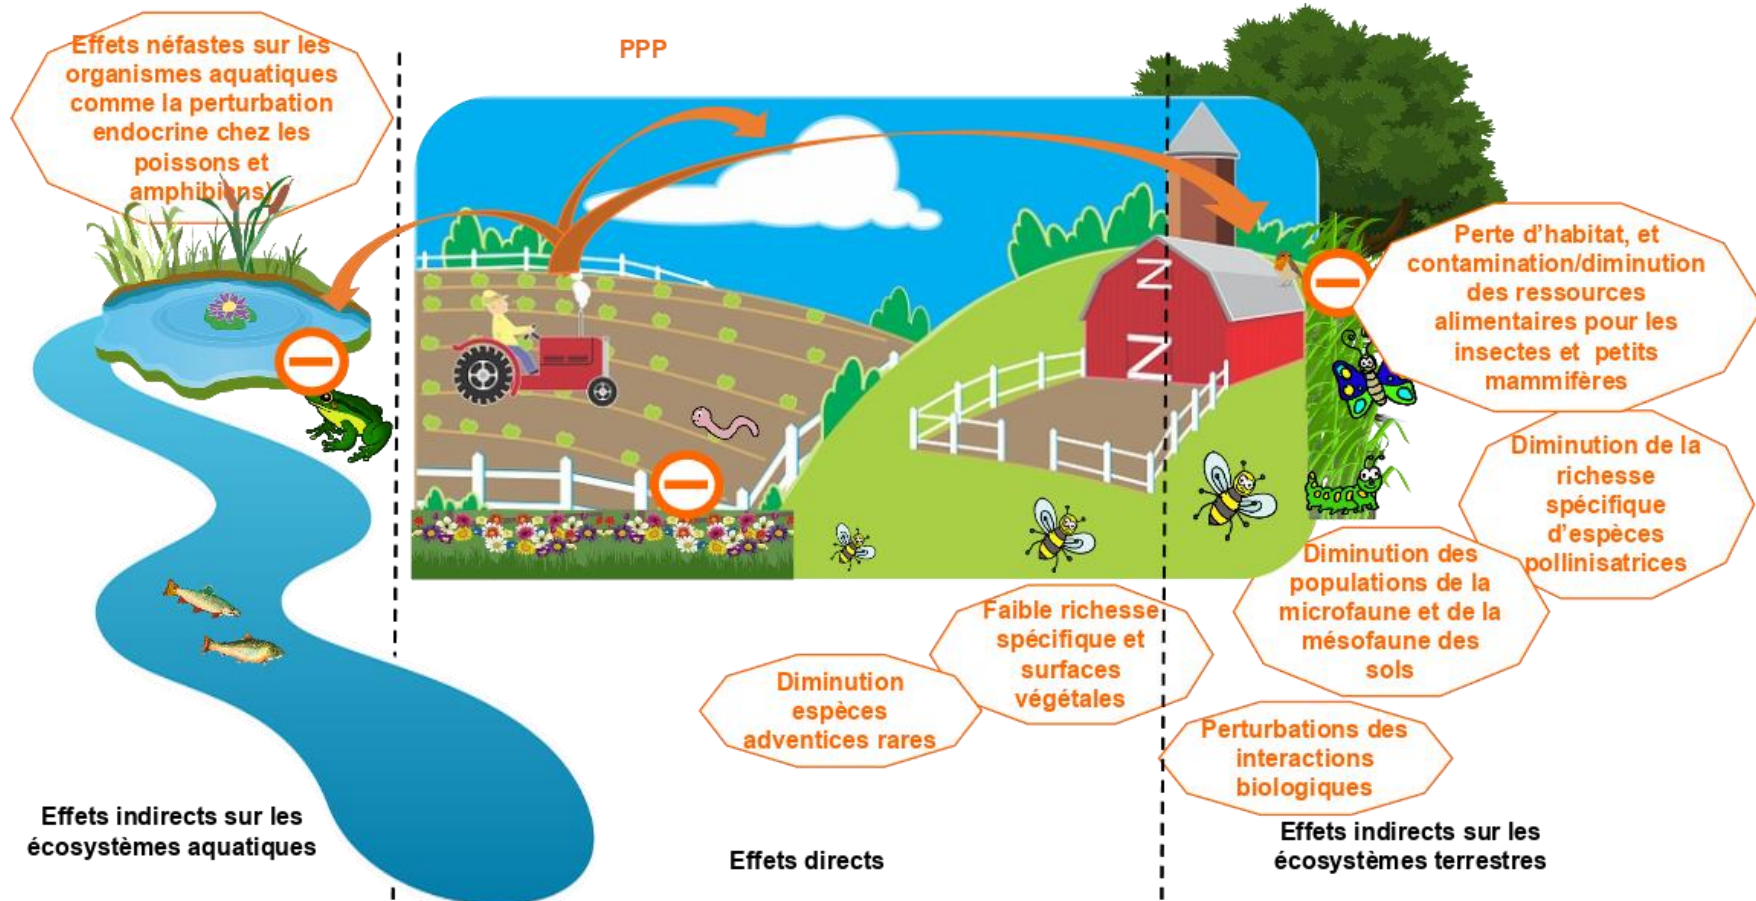 Effets néfastes sur les
organismes aquatiques
comme la perturbation
endocrine chez les
poissons et
amphibiens)
PPP
Perte d’habitat, et
contamination/diminution
des ressources
alimentaires pour les
insectes et petits
mammifères
Diminution de la
richesse
spécifique
d’espèces
pollinisatrices
Diminution des
populations de la
microfaune et de la
mésofaune des
sols
Faible richesse
spécifique et
surfaces
végétales
Diminution
espèces
adventices rares
Perturbations des
interactions
biologiques
Effets indirects sur les
écosystèmes aquatiques
Effets directs
Effets indirects sur les
écosystèmes terrestres